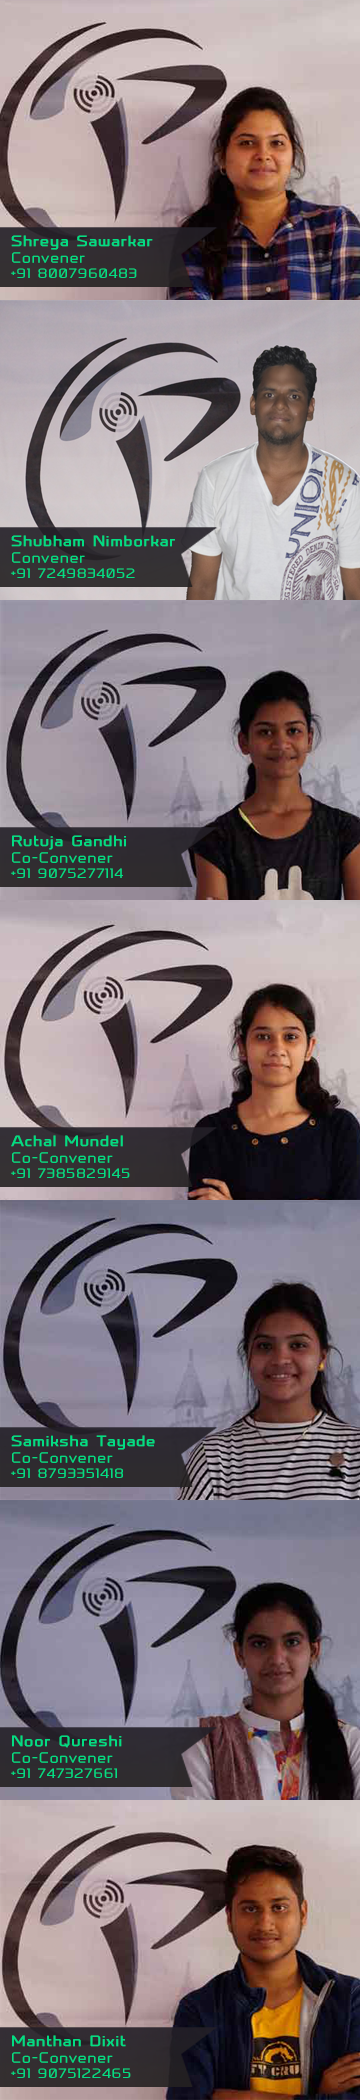 Shreya Sawarkar
Convener
+91 8007960483
UNION
Shubham Nimborkar
Convener
+91 7249834052
Rutuja Gandhi
Co-Convener
+91 9075277114
Achal Mundel
Co-Convener
+91 7385829145
Samiksha Tayade
Co-Convener
+91 8793351418
Noor Qureshi
Co-Convener
+91 747327661
Manthan Dixit
Co-Convener
+91 9075122465